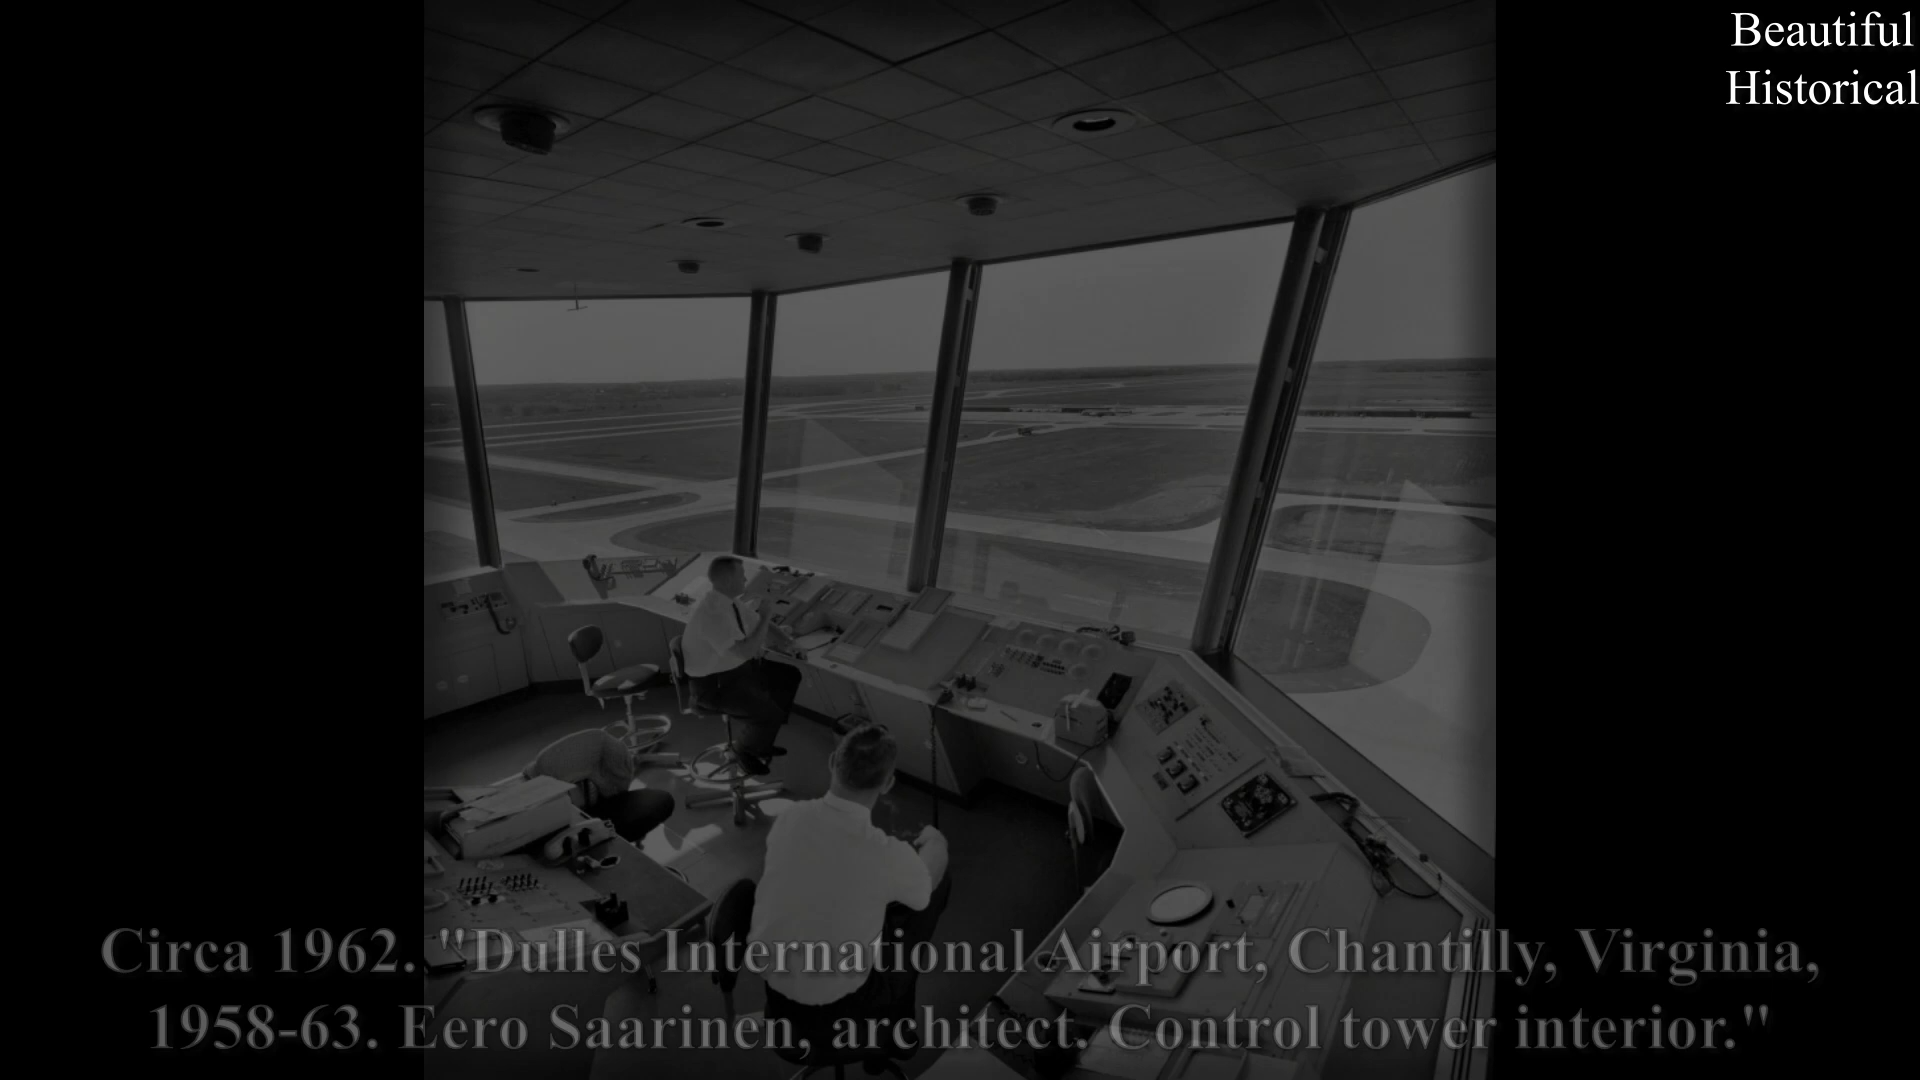 Beautiful
Historical
Circa 1962. "Dulles International Airport, Chantilly, Virginia,
1958-63. Eero Saarinen, architect. Control tower interior."